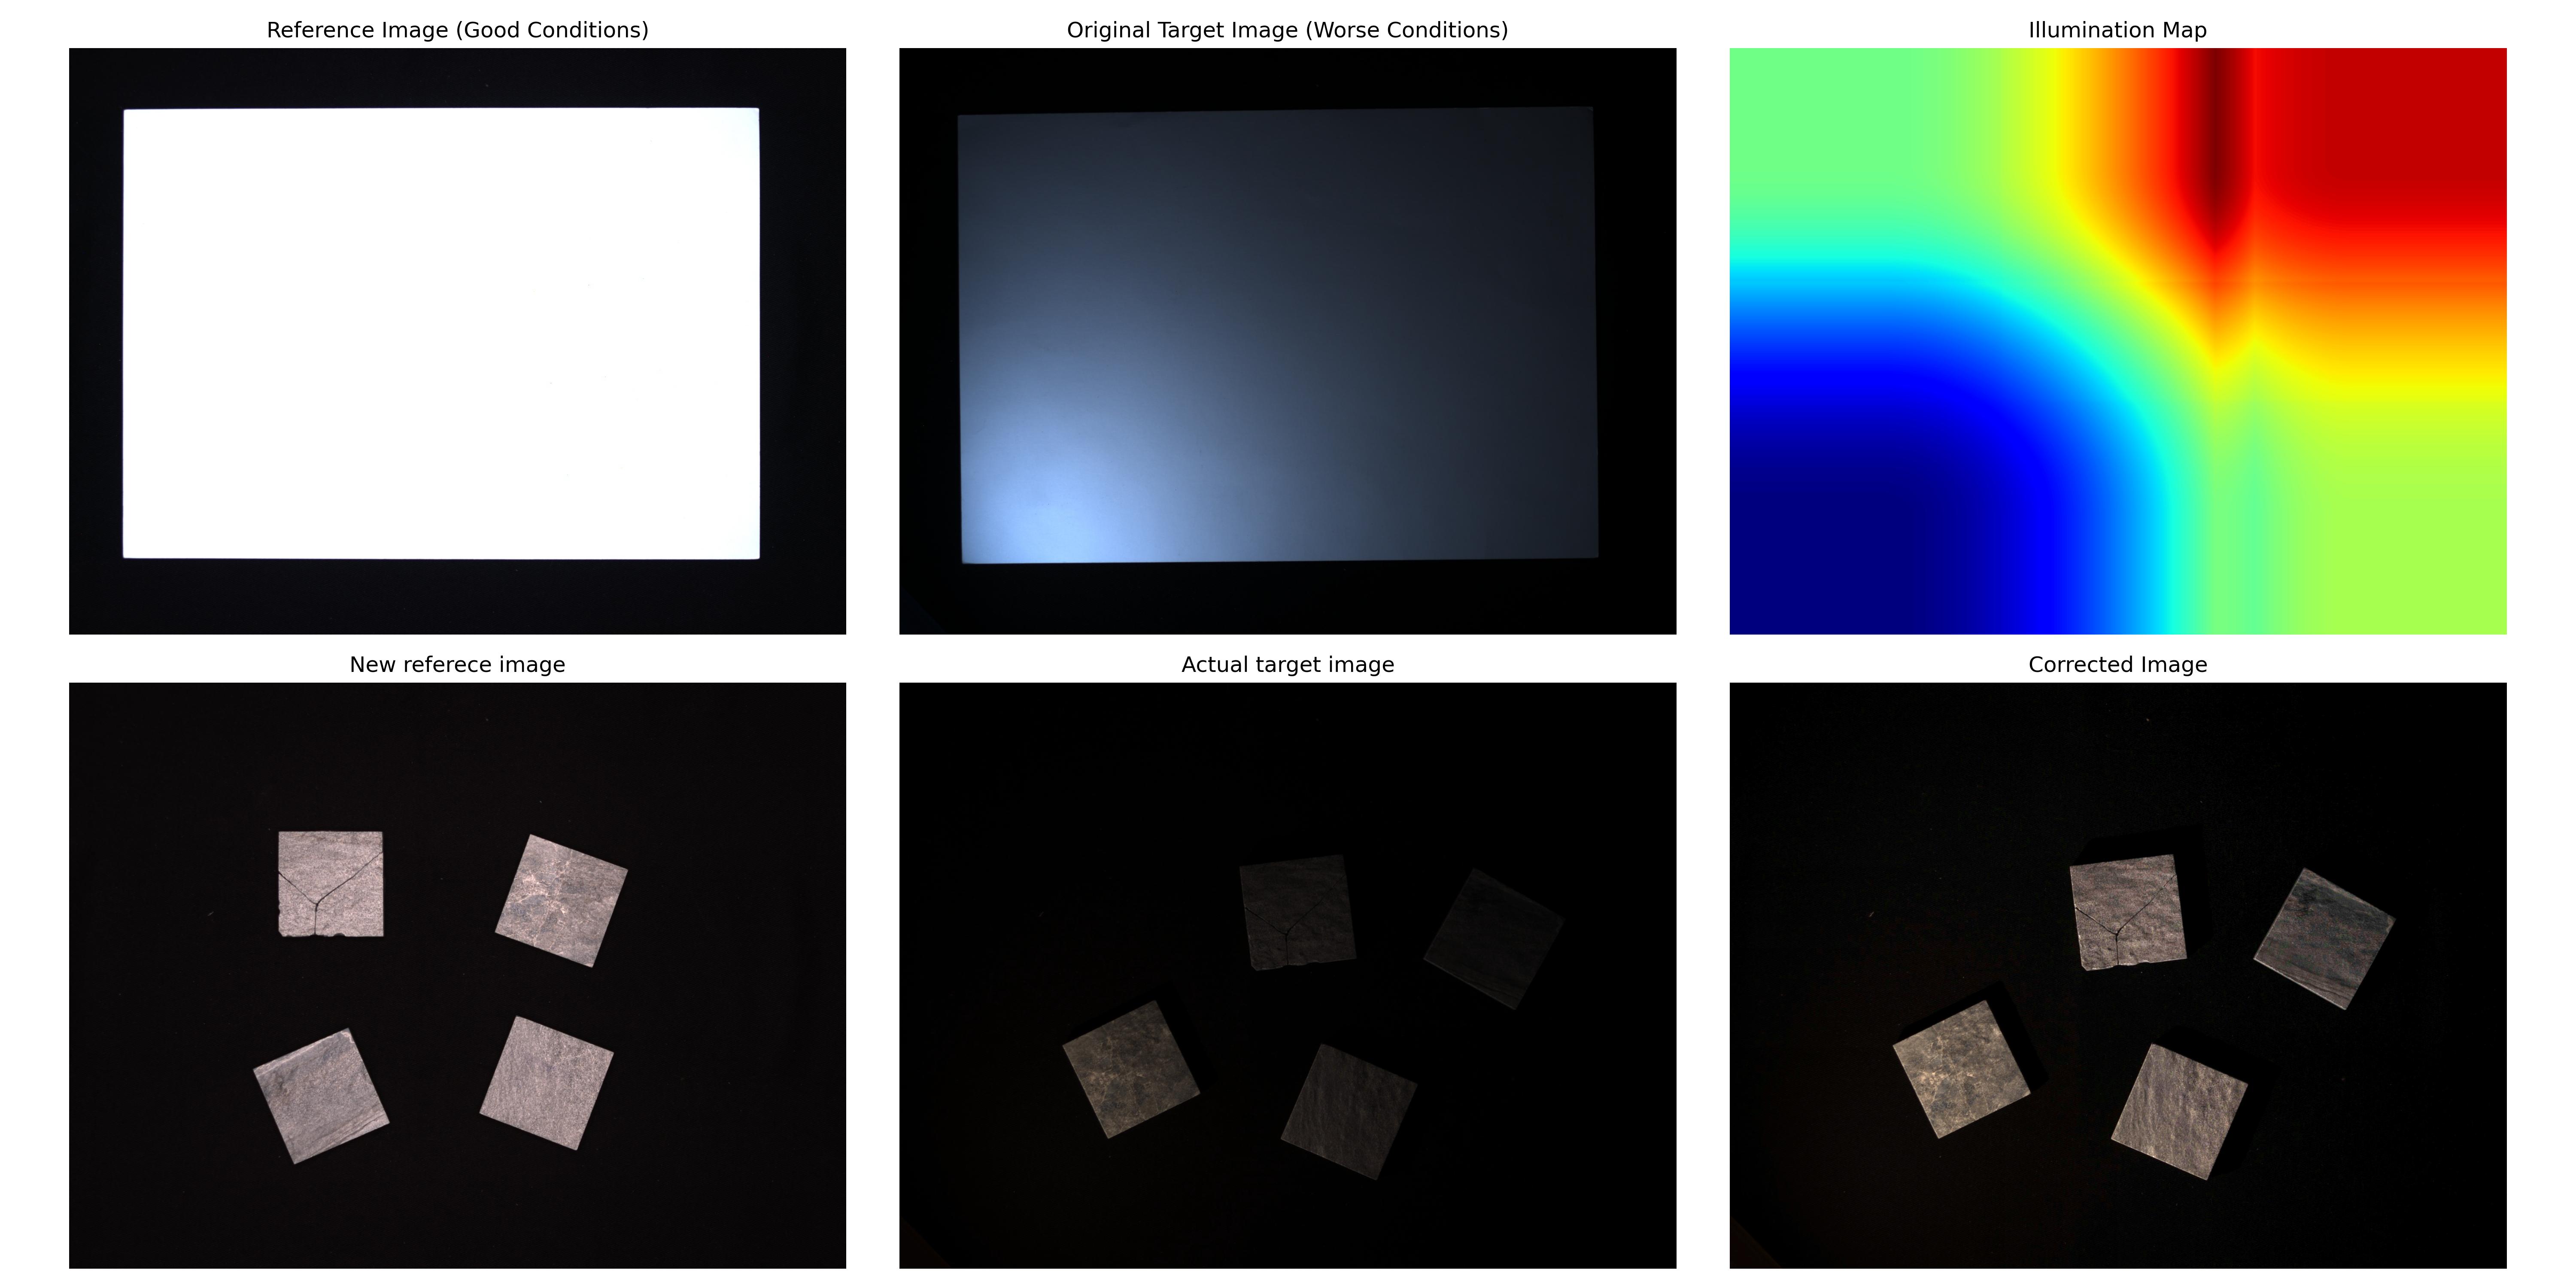 Reference Image (Good Conditions)
Original Target Image (Worse Conditions)
Illumination Map
New referece image
Actual target image
Corrected Image